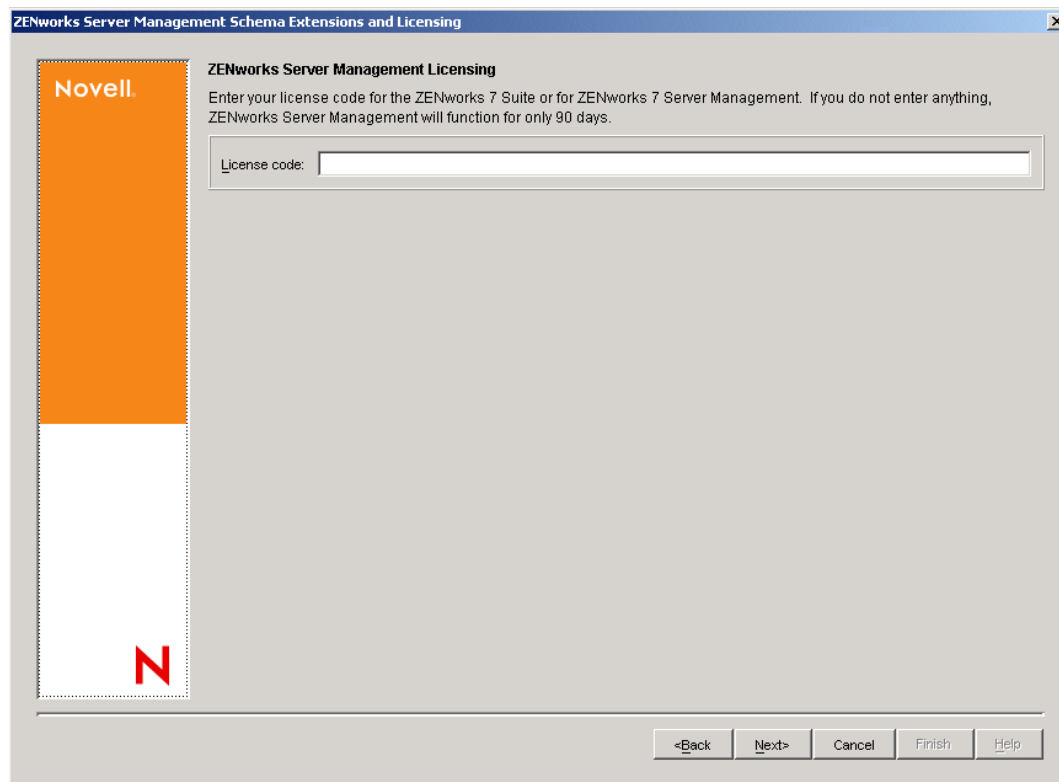 ZENworks Server Management Schema Extensions and Licensing
Novell.
ZENworks Server Management Licensing
Enter your license code for the ZENworks 7 Suite or for ZENworks 7 Server Management. If you do not enter anything,
ZENworks Server Management will function for only 90 days.
License code:
N
<Back Next> Cancel Finish Help